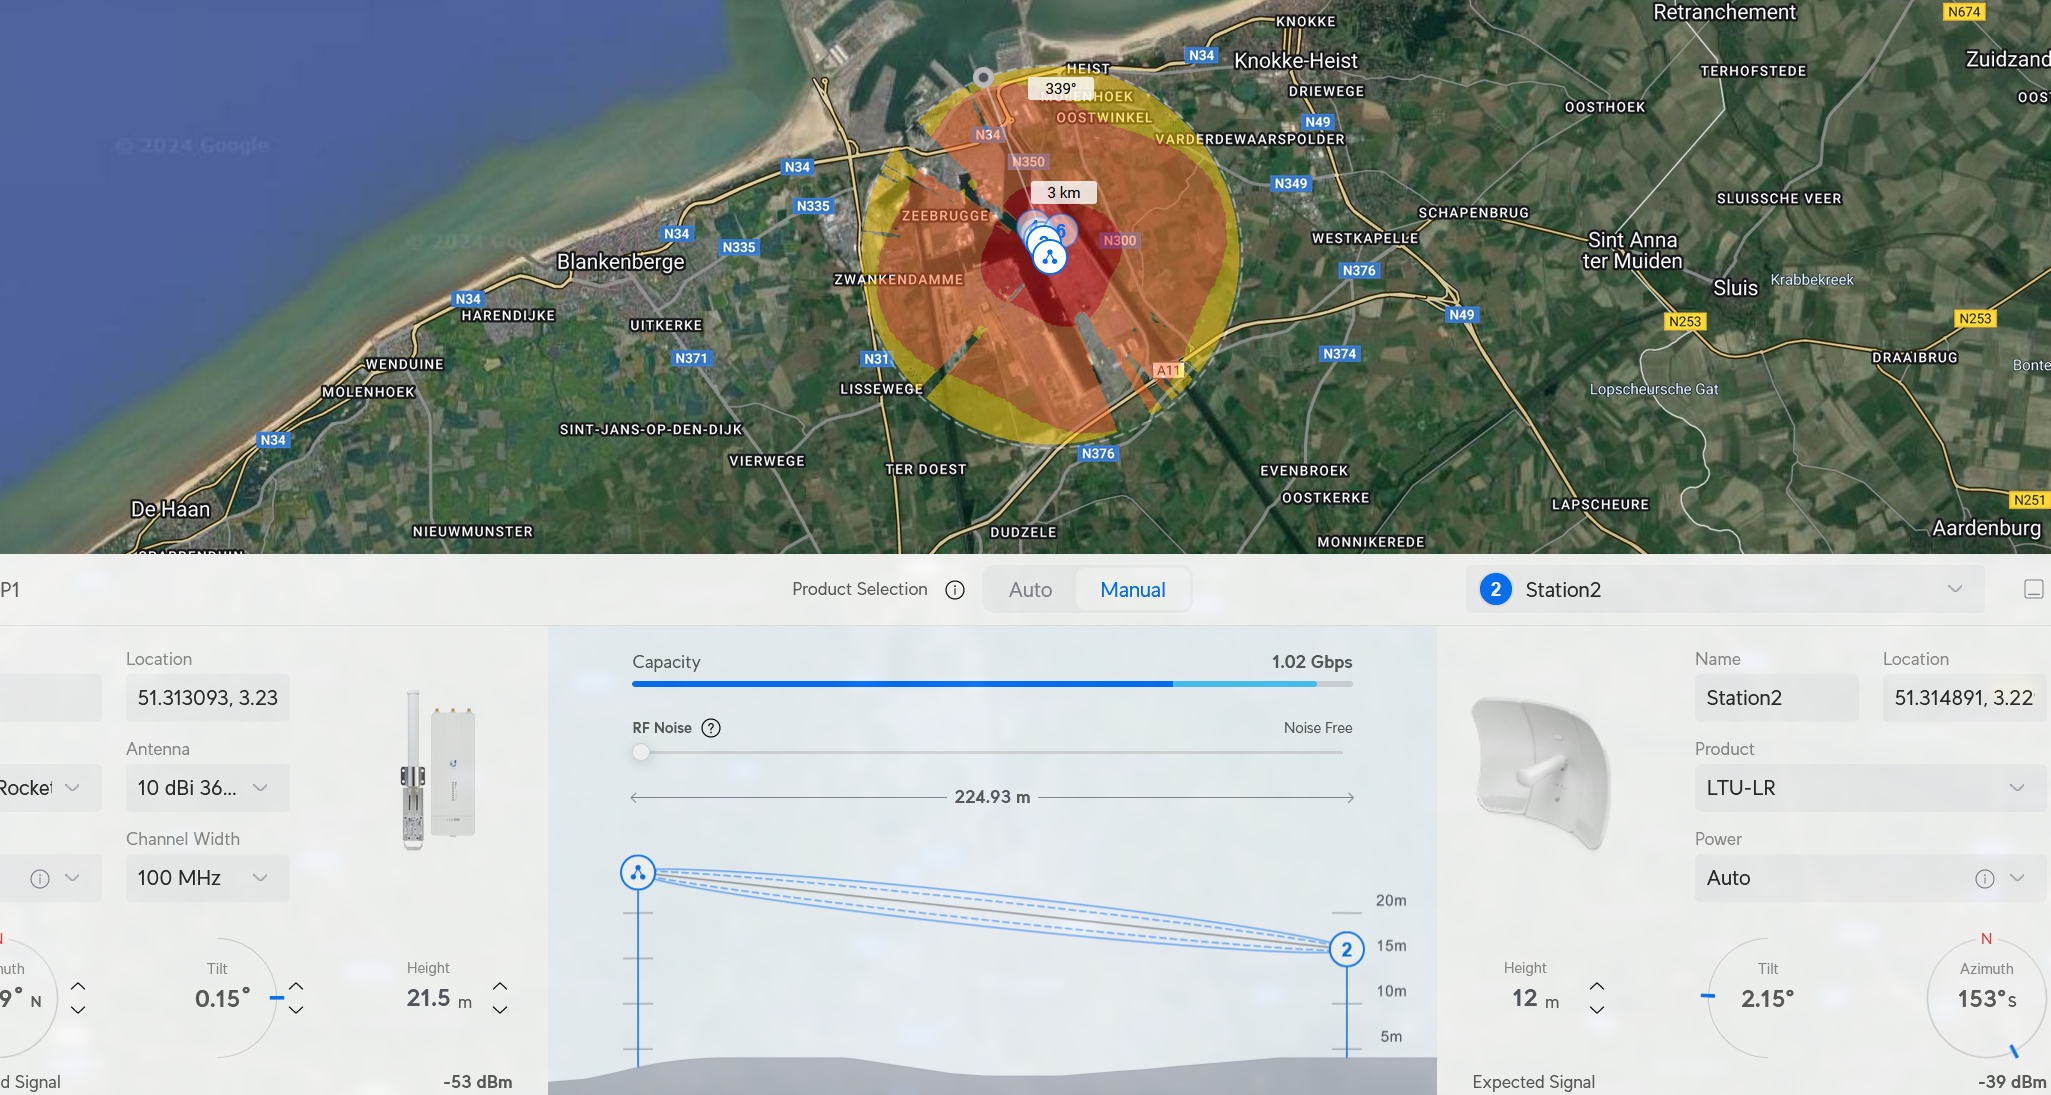 KNOKKE
Retranchement
N674
N34
Knokke-Heist
Zuidzand
HEIST
TERHOFSTEDE
339°
MOLENHOEK
DRIEWEGE
OOSTHOEK
OOS
OOSTWINKEL
N49
N34
VARDERDEWAARSPOLDER
© 2024 Google
N34
N350
N349
3 km
SLUISSCHE VEER
N335
ZEEBRUGGE
SCHAPENBRUG
N34
6
© 2024 Goog
N335
N300
WESTKAPELLE
Sint Anna
ter Muiden
Blankenberge
N376
ZWANKENDAMME
Sluis
Krabbekreek
N34
HARENDIJKE
UITKERKE
N49
N253
N253
WENDUINE
N371
N31
N374
DRAAIBRUG
A11
Bonte
MOLENHOEK
LISSEWEGE
Lopscheursche Gat
SINT-JANS-OP-DEN-DIJK
N34
VIERWEGE
TER DOEST
N376
EVENBROEK
OOSTKERKE
N251
De Haan
LAPSCHEURE
NIEUWMUNSTER
DUDZELE
MONNIKEREDE
Aardenburg
P1
Product Selection
Auto
Manual
2 Station2
Location
51.313093, 3.23
Antenna
Rocket
10 dBi 36...
Channel Width
100 MHz
N
muth
9° N
Tilt
0.15°
Height
21.5 m
d Signal
-53 dBm
Capacity
1.02 Gbps
RF Noise
Noise Free
224.93 m
20m
2
15m
10m
5m
Name
Location
Station2
51.314891, 3.22
Product
LTU-LR
Power
Auto
Height
12 m
Tilt
2.15°
N
Azimuth
153° S
Expected Signal
-39 dBm